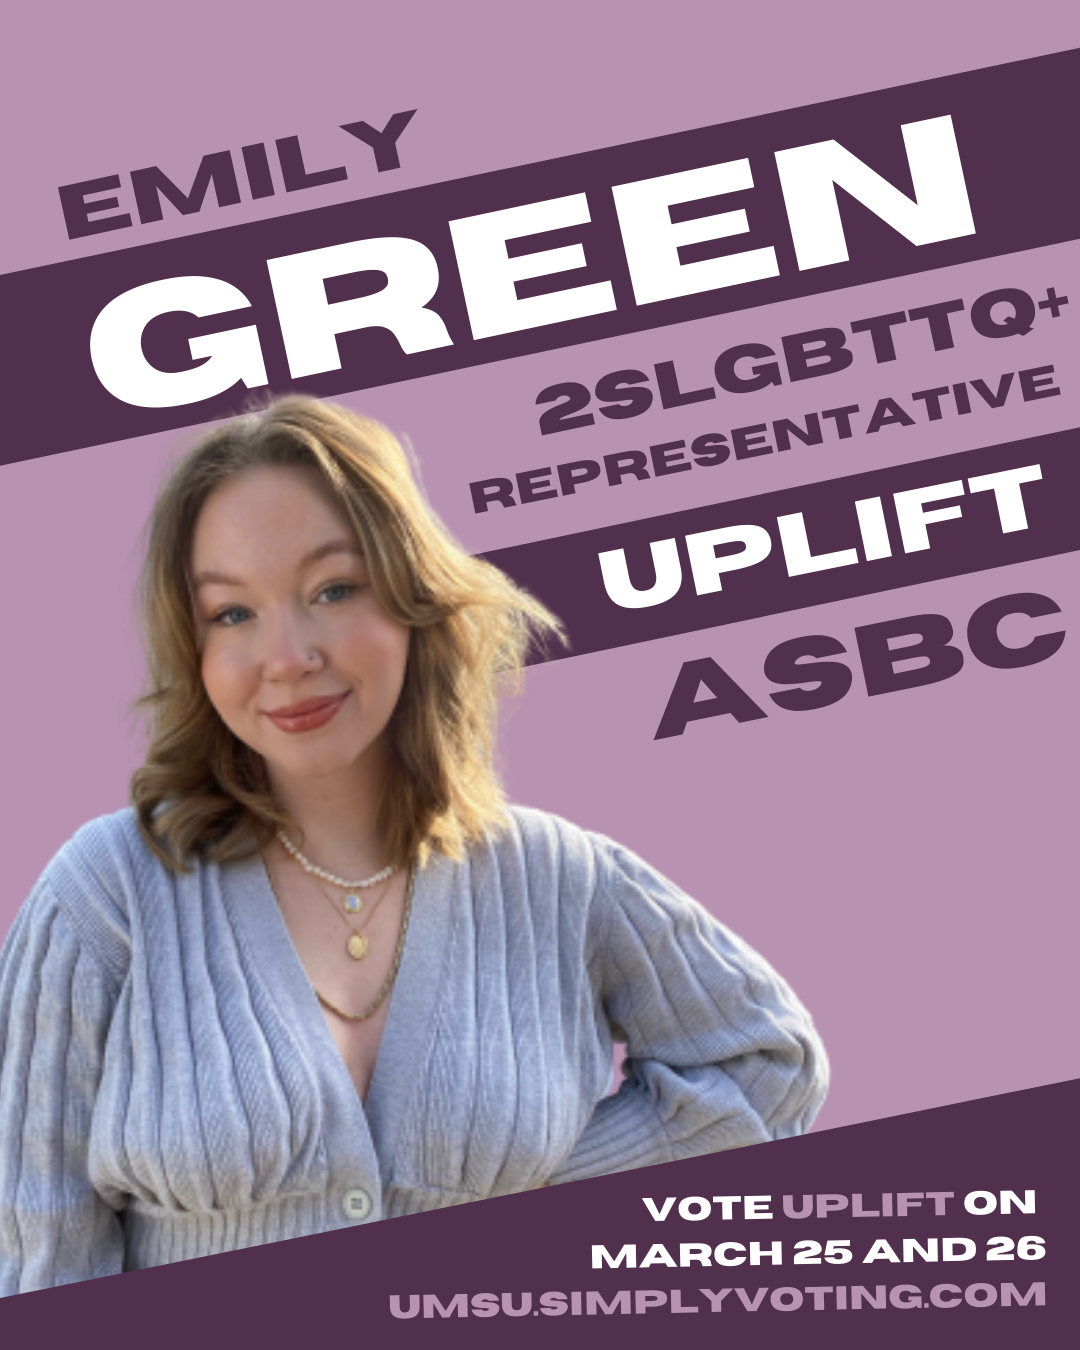 EMILY
GREEN
2SLGBTTQ+
REPRESENTATIVE
UPLIFT
ASBC
VOTE UPLIFT ON
MARCH 25 AND 26
UMSU.SIMPLYVOTING.COM